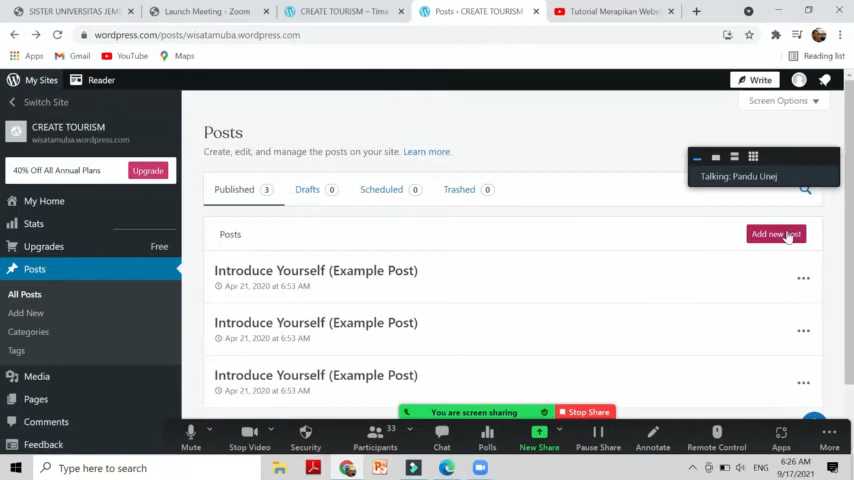 SISTER UNIVERSITAS JEM
Launch Meeting - Zoom
CREATE TOURISM – Time
Posts ‹ CREATE TOURISM
Tutorial Merapikan Webs
wordpress.com/posts/wisatamuba.wordpress.com
Apps
Gmail
YouTube
Maps
Reading list
My Sites
Reader
Write
Switch Site
Screen Options
CREATE TOURISM
wisatamuba.wordpress.com
40% Off All Annual Plans
Upgrade
My Home
Stats
Upgrades
Free
Posts
All Posts
Add New
Categories
Tags
Media
Pages
Comments
Feedback
Posts
Create, edit, and manage the posts on your site. Learn more.
Talking: Pandu Unej
Published 3
Drafts 0
Scheduled 0
Trashed 0
Posts
Add new post
Introduce Yourself (Example Post)
Apr 21, 2020 at 6:53 AM
Introduce Yourself (Example Post)
Apr 21, 2020 at 6:53 AM
Introduce Yourself (Example Post)
Apr 21, 2020 at 6:53 AM
You are screen sharing
Stop Share
33
Mute
Stop Video
Security
Participants
Chat
Polls
New Share
Pause Share
Annotate
Remote Control
Apps
More
Type here to search
ENG
6:26 AM
9/17/2021